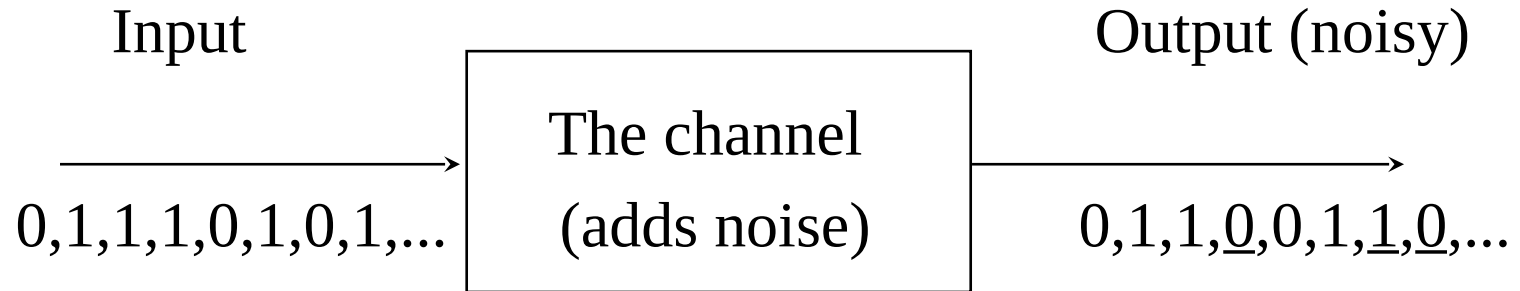 Input
Output (noisy)
The channel
(adds noise)
0,1,1,1,0,1,0,1,...
0,1,1,0,0,1,1,0,...